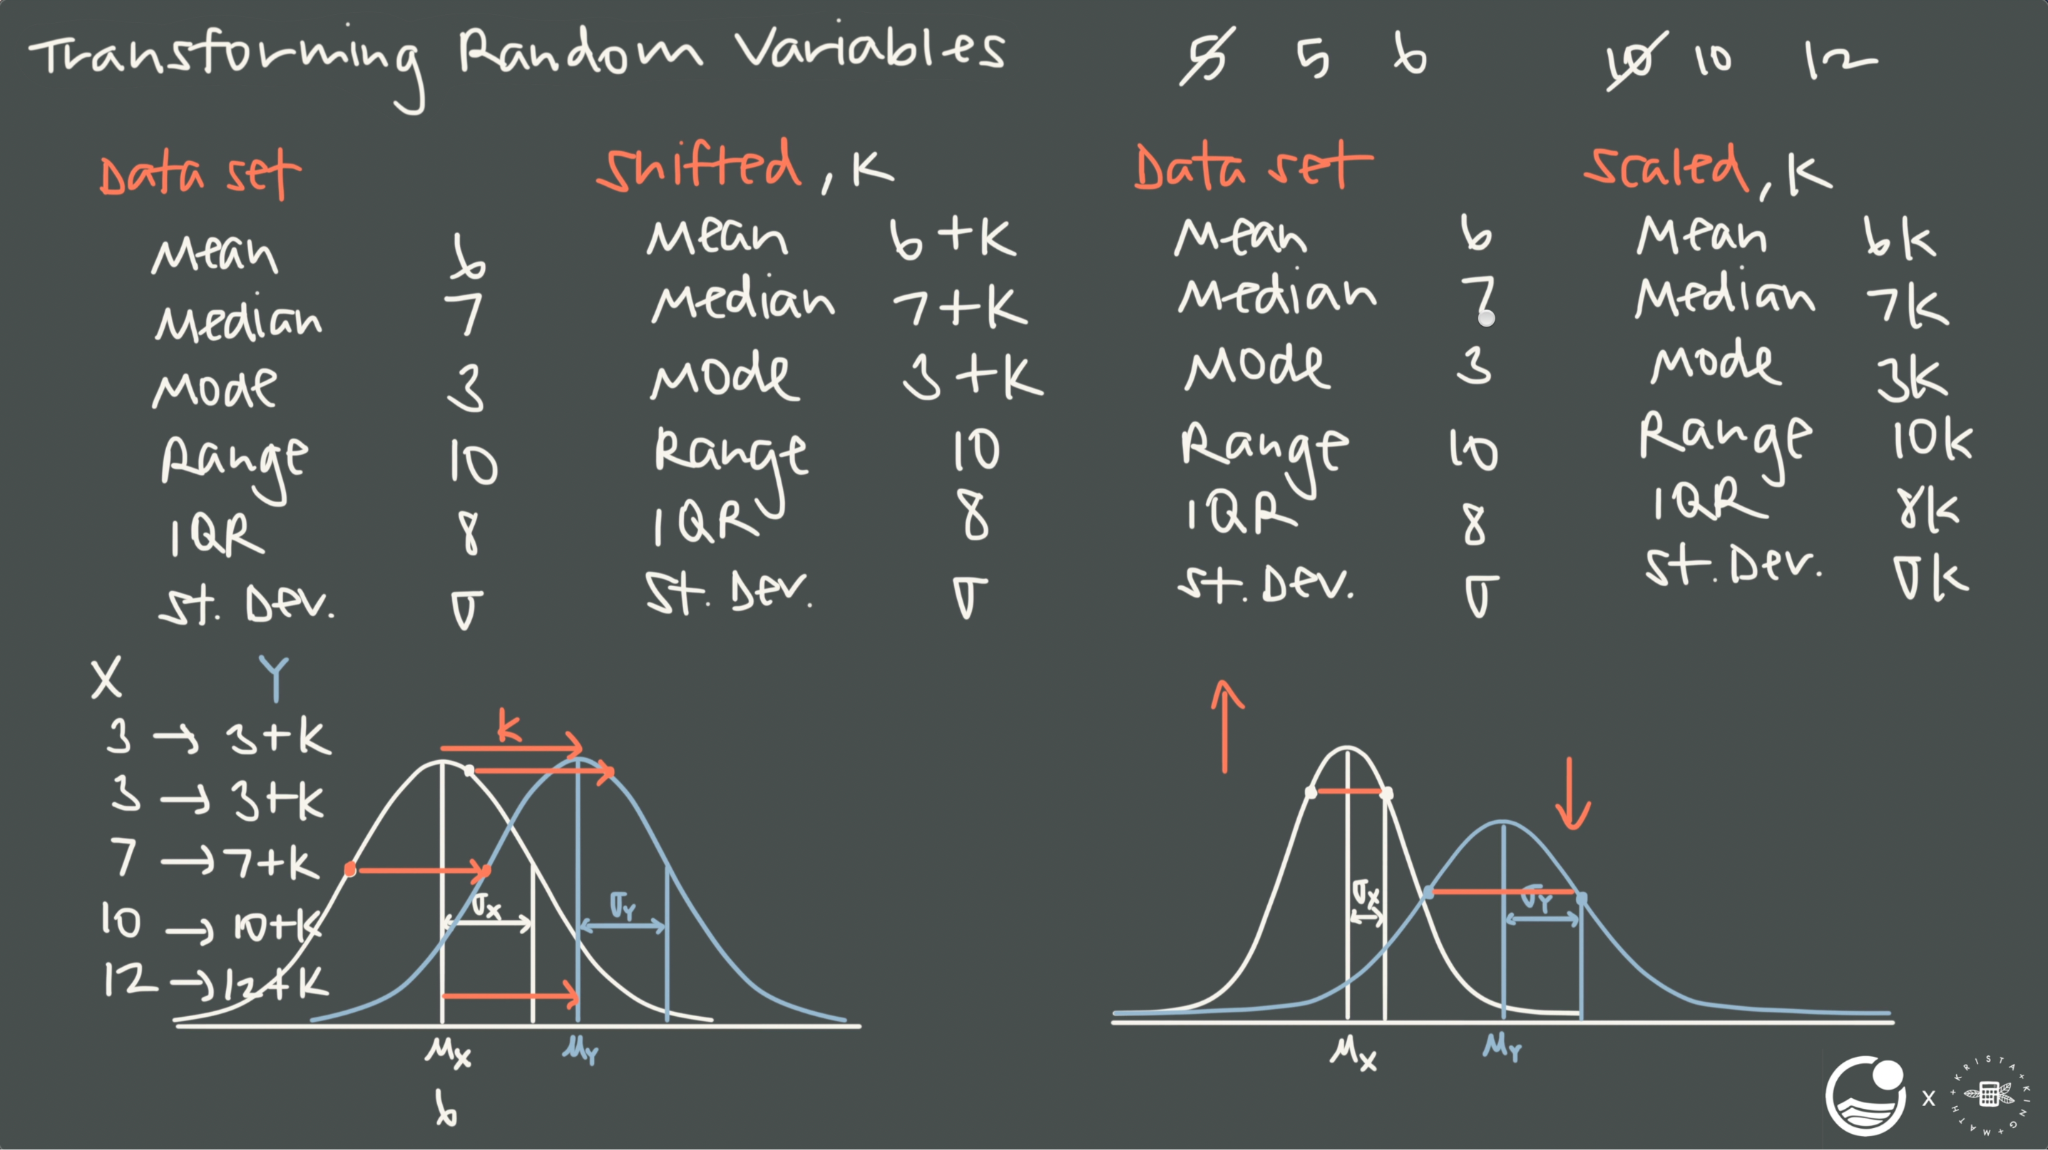 Transforming Random Variables 5 5 6 10 10 12
Data set
Mean 6
Median 7
Mode 3
Range 10
IQR 8
St. Dev. σ
Shifted, K
Mean 6+K
Median 7+K
Mode 3+K
Range 10
IQR 8
St. Dev. σ
Data set
Mean 6
Median 7
Mode 3
Range 10
IQR 8
St. Dev. σ
Scaled, K
Mean 6k
Median 7k
Mode 3k
Range 10k
IQR 8k
St. Dev. σk
X Y
3 → 3+K
3 → 3+K
7 → 7+K
10 → 10+K
12 → 12+K
k
σx σY
μx μY
6
σx σY
μx μY
X
KRISTA+KING+MATH+